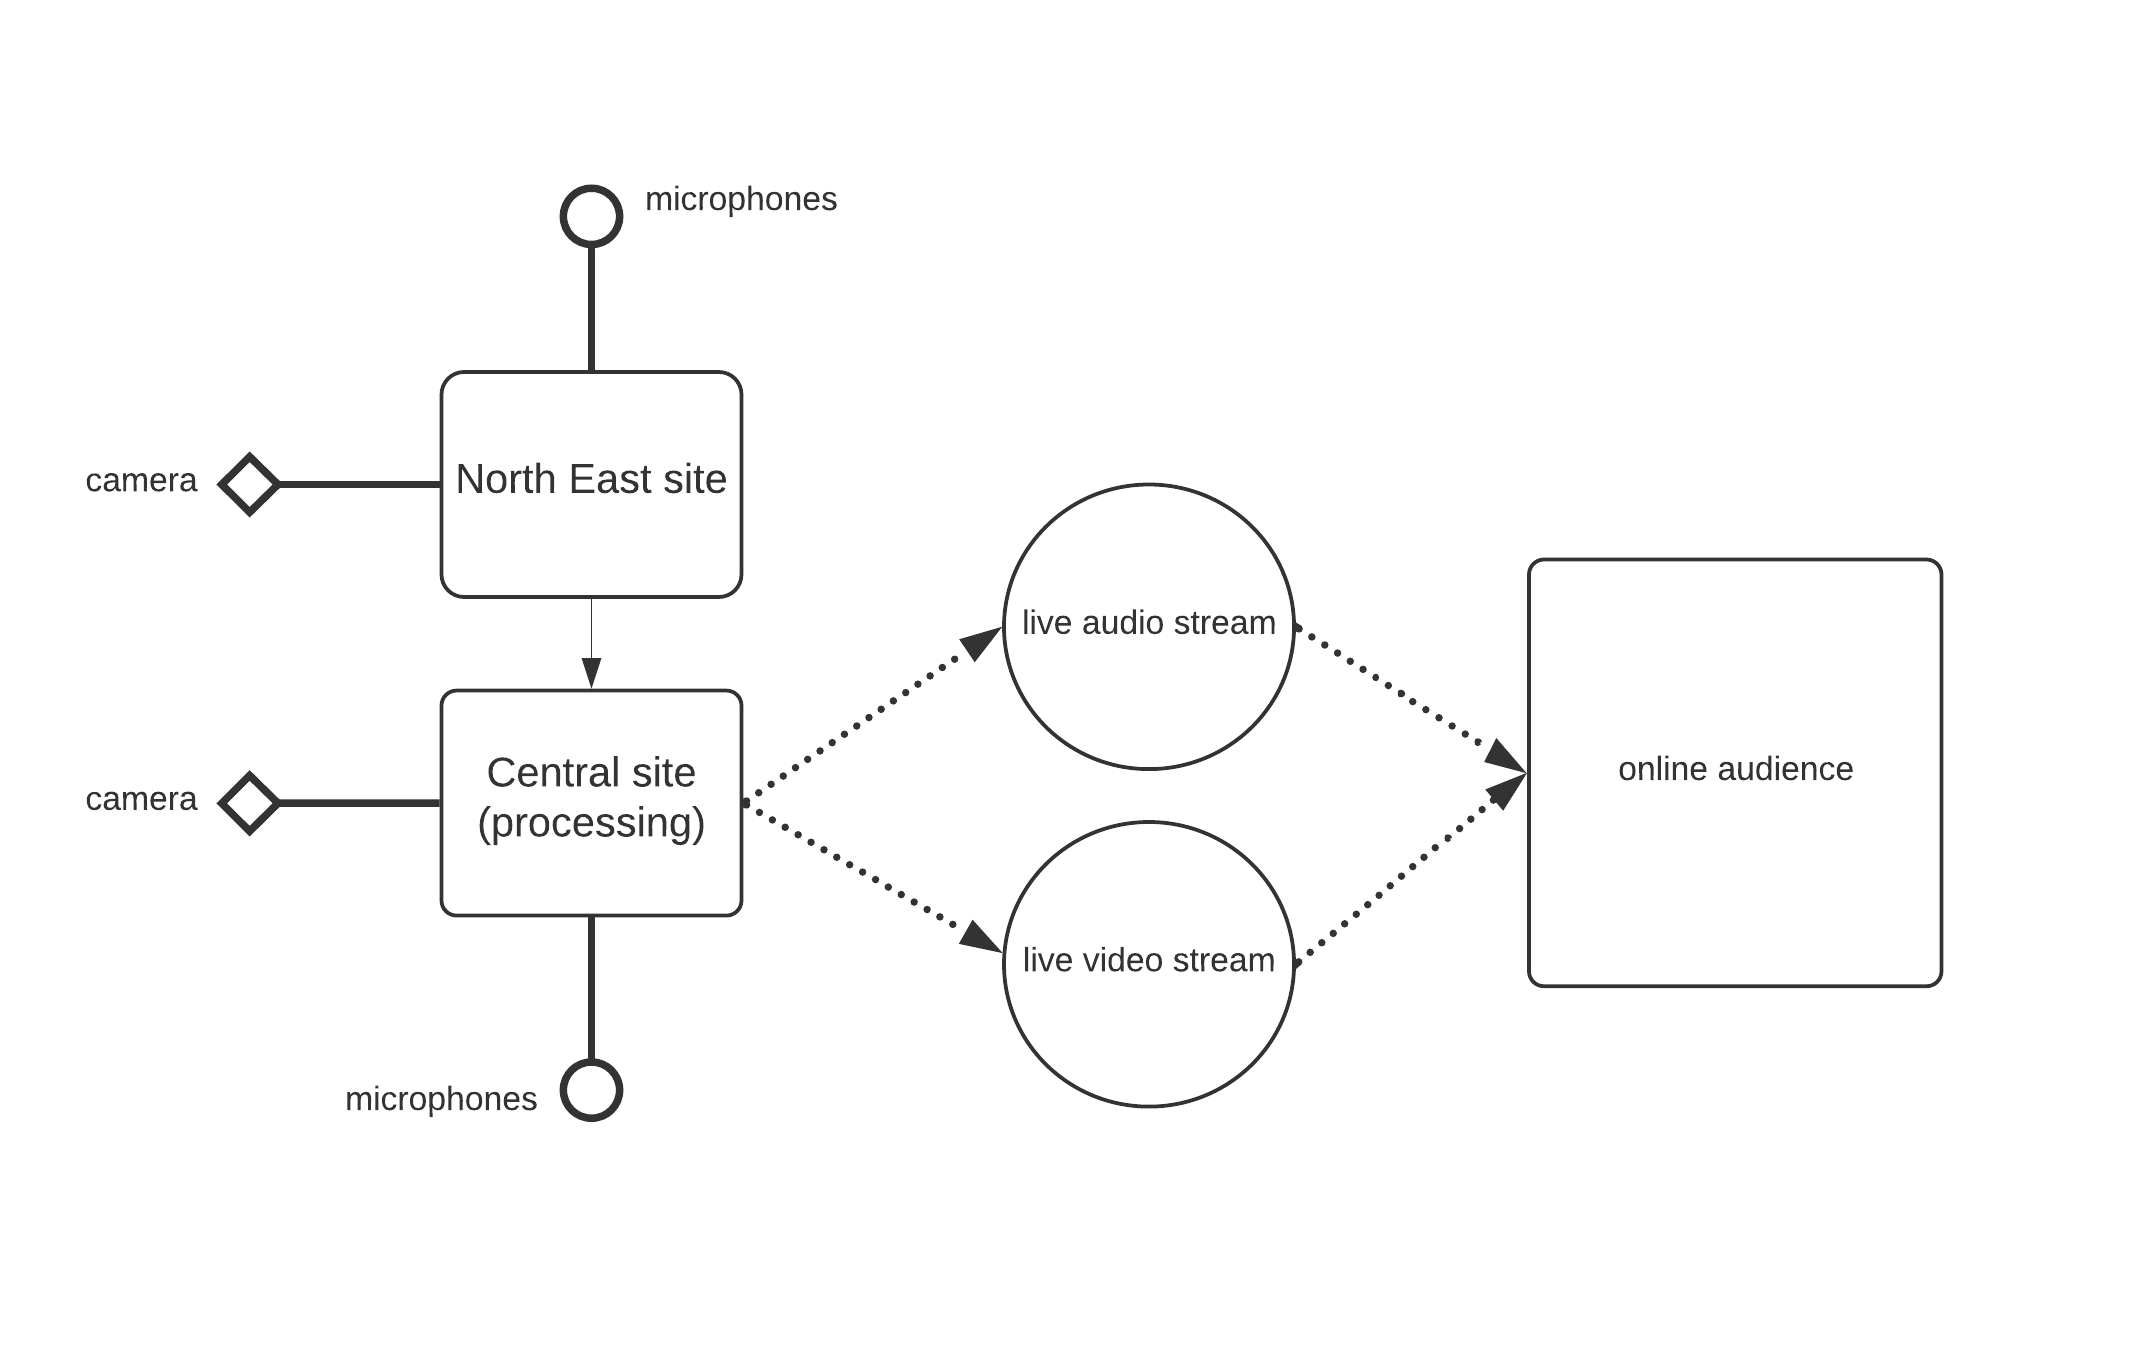 microphones
camera
North East site
live audio stream
Central site
(processing)
online audience
camera
live video stream
microphones